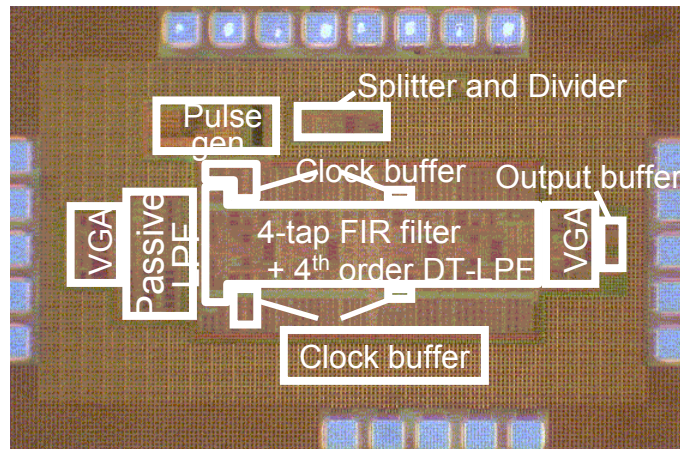 Splitter and Divider
Pulse
gen
Clock buffer
Output buffer
VGA
Passive
LPF
4-tap FIR filter
+ 4th order DT-LPF
VGA
Clock buffer